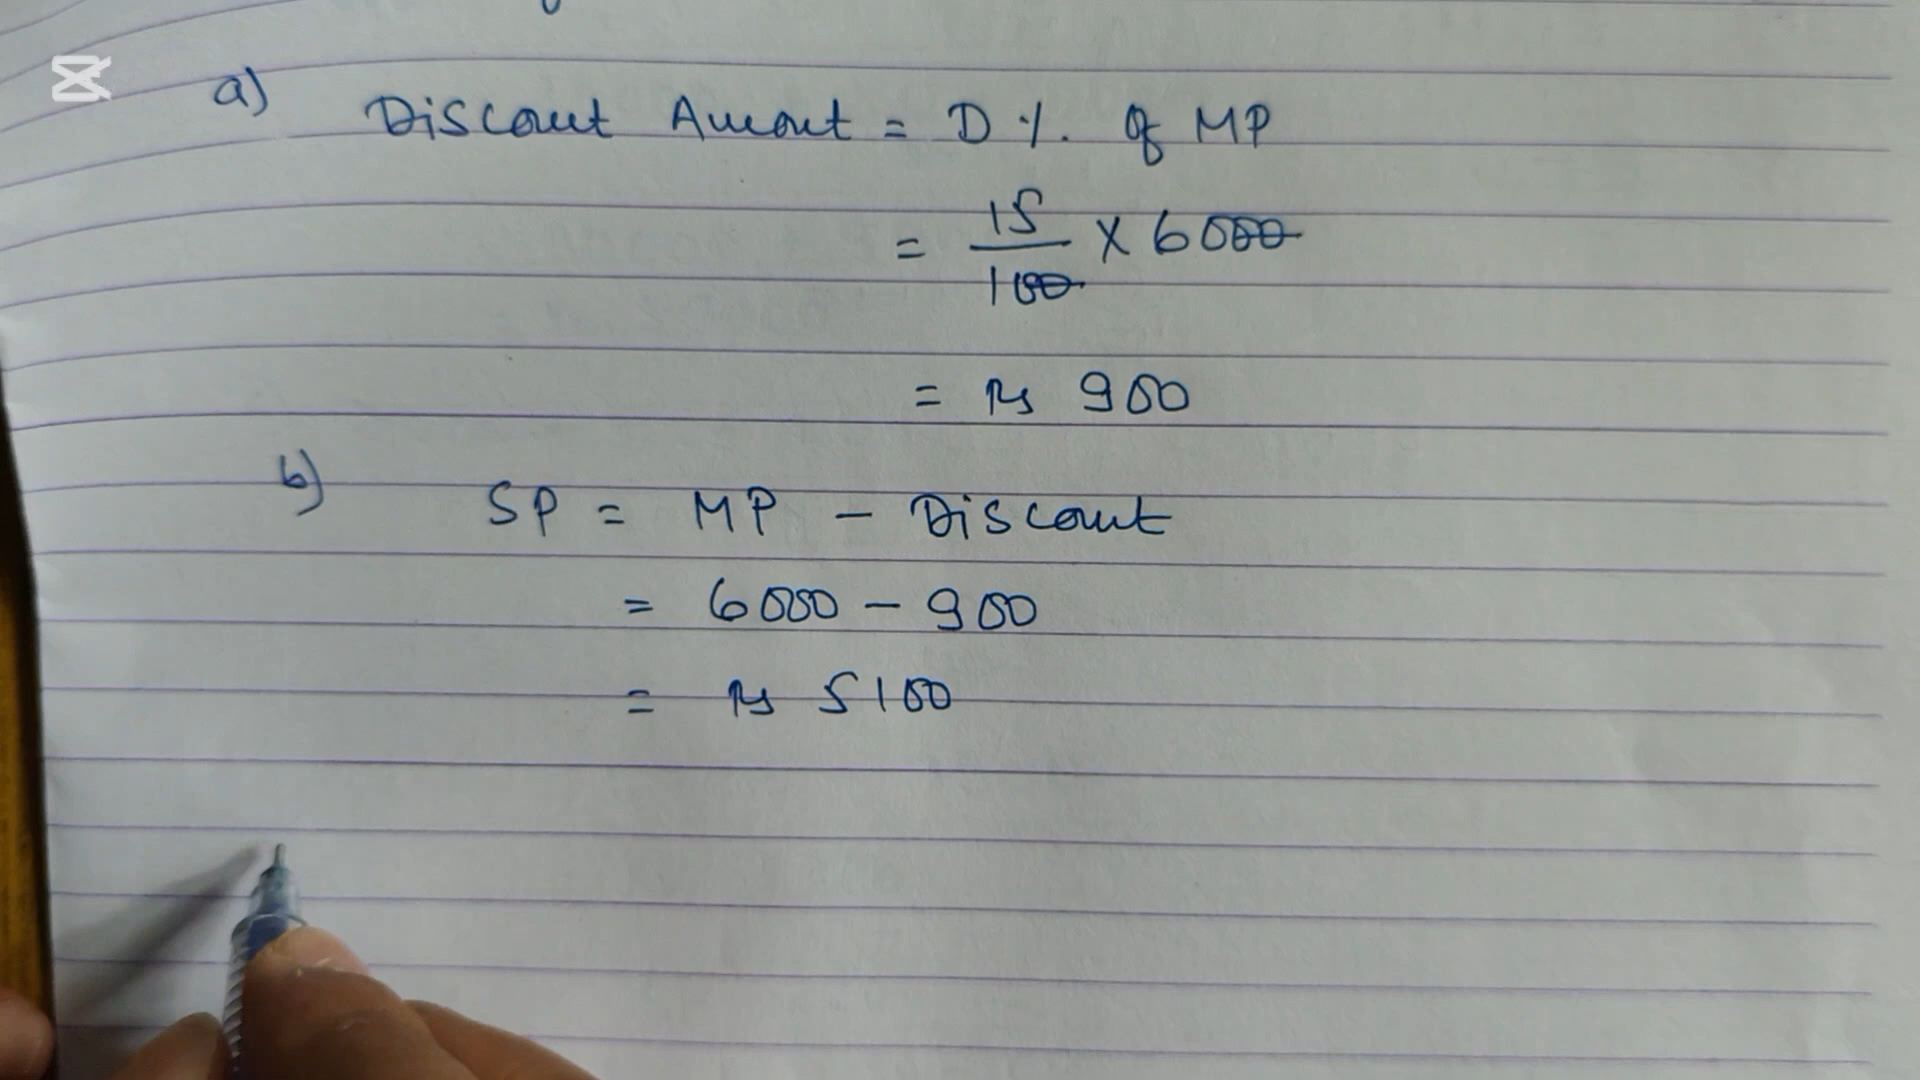 a) Discount Amount = D %. of MP
= 15/100 × 6000
= Rs 900
b) SP = MP - Discount
= 6000 - 900
= Rs 5100